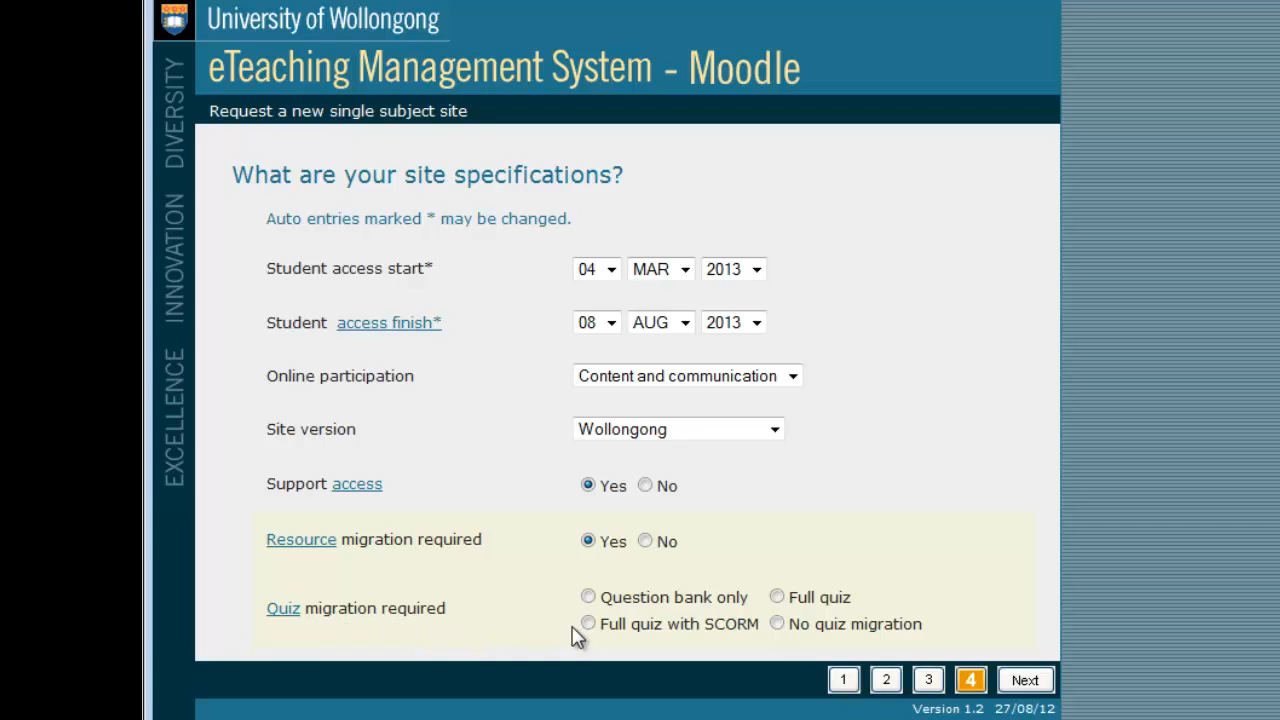 University of Wollongong
eTeaching Management System - Moodle
Request a new single subject site
EXCELLENCE INNOVATION DIVERSITY
What are your site specifications?
Auto entries marked * may be changed.
Student access start* 04 MAR 2013
Student access finish* 08 AUG 2013
Online participation Content and communication
Site version Wollongong
Support access Yes No
Resource migration required Yes No
Question bank only Full quiz
Quiz migration required
Full quiz with SCORM No quiz migration
1 2 3 4 Next
Version 1.2 27/08/12